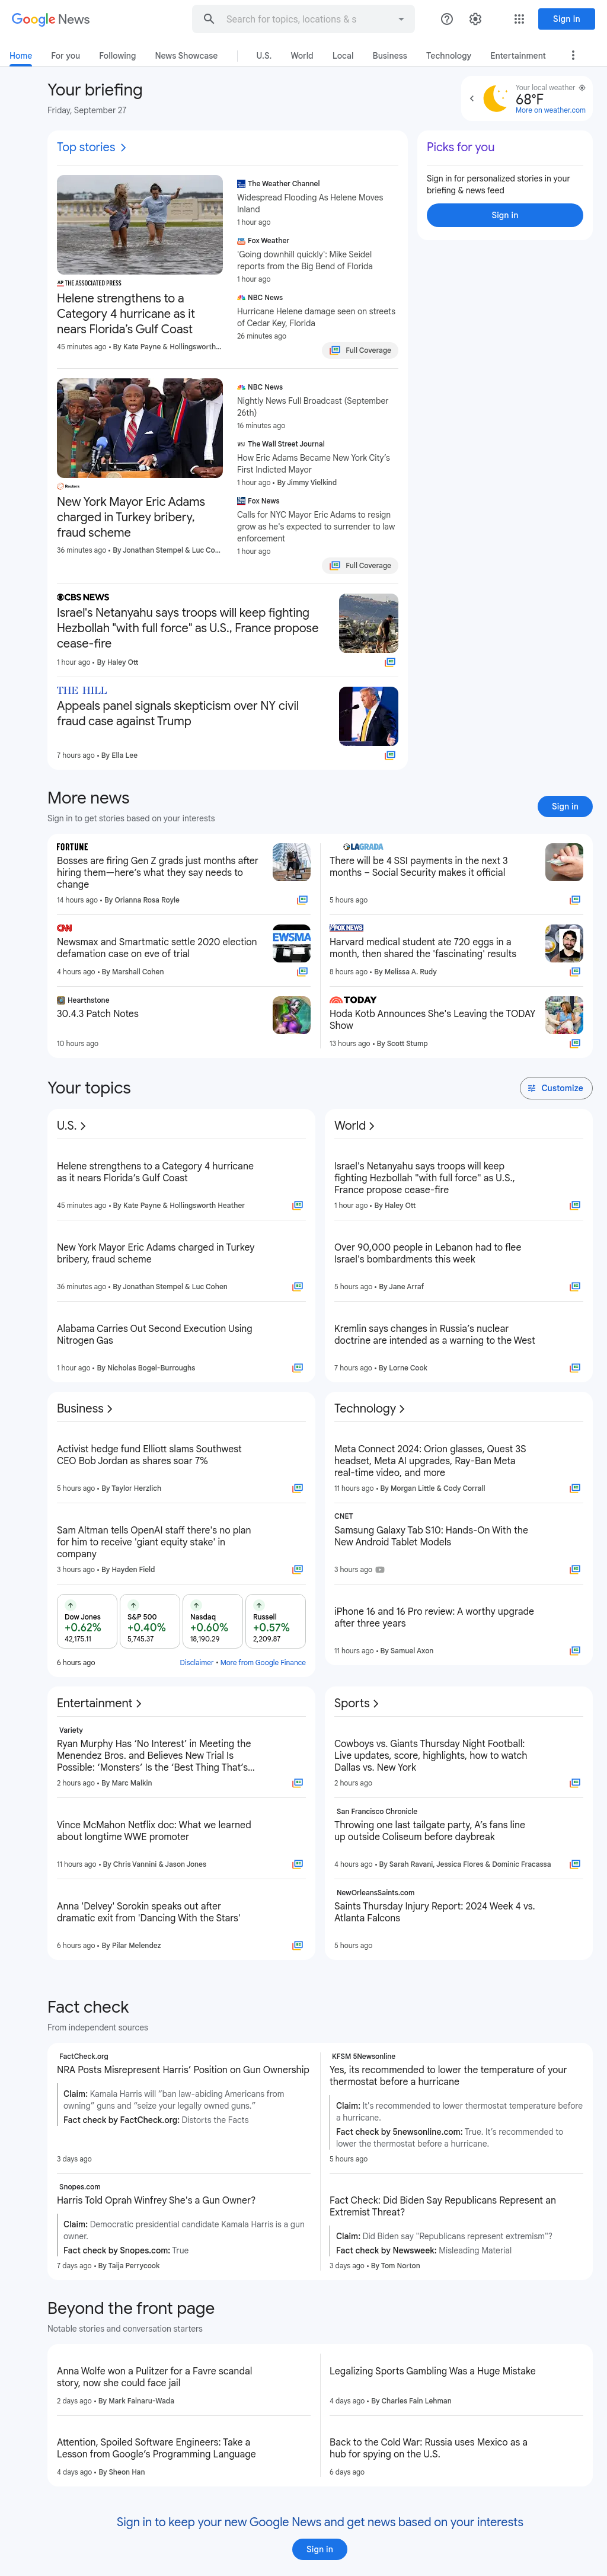 Google News
Search for topics, locations & s
Sign in
Home
For you
Following
News Showcase
U.S.
World
Local
Business
Technology
Entertainment
Your briefing
Friday, September 27
Your local weather
68°F
More on weather.com
Top stories
THE ASSOCIATED PRESS
Helene strengthens to a
Category 4 hurricane as it
nears Florida's Gulf Coast
45 minutes ago • By Kate Payne & Hollingsworth...
The Weather Channel
Widespread Flooding As Helene Moves
Inland
1 hour ago
Fox Weather
'Going downhill quickly': Mike Seidel
reports from the Big Bend of Florida
1 hour ago
NBC News
Hurricane Helene damage seen on streets
of Cedar Key, Florida
26 minutes ago
Full Coverage
Picks for you
Sign in for personalized stories in your
briefing & news feed
Sign in
Reuters
New York Mayor Eric Adams
charged in Turkey bribery,
fraud scheme
36 minutes ago • By Jonathan Stempel & Luc Co...
NBC News
Nightly News Full Broadcast (September
26th)
16 minutes ago
The Wall Street Journal
How Eric Adams Became New York City's
First Indicted Mayor
1 hour ago • By Jimmy Vielkind
Fox News
Calls for NYC Mayor Eric Adams to resign
grow as he's expected to surrender to law
enforcement
1 hour ago
Full Coverage
CBS NEWS
Israel's Netanyahu says troops will keep fighting
Hezbollah "with full force" as U.S., France propose
cease-fire
1 hour ago • By Haley Ott
THE HILL
Appeals panel signals skepticism over NY civil
fraud case against Trump
7 hours ago • By Ella Lee
More news
Sign in to get stories based on your interests
Sign in
FORTUNE
Bosses are firing Gen Z grads just months after
hiring them—here's what they say needs to
change
14 hours ago • By Orianna Rosa Royle
LAGRADA
There will be 4 SSI payments in the next 3
months – Social Security makes it official
5 hours ago
CNN
Newsmax and Smartmatic settle 2020 election
defamation case on eve of trial
4 hours ago • By Marshall Cohen
EWSMA
FOX NEWS
Harvard medical student ate 720 eggs in a
month, then shared the 'fascinating' results
8 hours ago • By Melissa A. Rudy
Hearthstone
30.4.3 Patch Notes
10 hours ago
TODAY
Hoda Kotb Announces She's Leaving the TODAY
Show
13 hours ago • By Scott Stump
Your topics
Customize
U.S.
Helene strengthens to a Category 4 hurricane
as it nears Florida's Gulf Coast
45 minutes ago • By Kate Payne & Hollingsworth Heather
New York Mayor Eric Adams charged in Turkey
bribery, fraud scheme
36 minutes ago • By Jonathan Stempel & Luc Cohen
Alabama Carries Out Second Execution Using
Nitrogen Gas
1 hour ago • By Nicholas Bogel-Burroughs
World
Israel's Netanyahu says troops will keep
fighting Hezbollah "with full force" as U.S.,
France propose cease-fire
1 hour ago • By Haley Ott
Over 90,000 people in Lebanon had to flee
Israel's bombardments this week
5 hours ago • By Jane Arraf
Kremlin says changes in Russia's nuclear
doctrine are intended as a warning to the West
7 hours ago • By Lorne Cook
Business
Activist hedge fund Elliott slams Southwest
CEO Bob Jordan as shares soar 7%
5 hours ago • By Taylor Herzlich
Sam Altman tells OpenAI staff there's no plan
for him to receive 'giant equity stake' in
company
3 hours ago • By Hayden Field
Dow Jones
+0.62%
42,175.11
S&P 500
+0.40%
5,745.37
Nasdaq
+0.60%
18,190.29
Russell
+0.57%
2,209.87
6 hours ago
Disclaimer • More from Google Finance
Technology
Meta Connect 2024: Orion glasses, Quest 3S
headset, Meta AI upgrades, Ray-Ban Meta
real-time video, and more
11 hours ago • By Morgan Little & Cody Corrall
CNET
Samsung Galaxy Tab S10: Hands-On With the
New Android Tablet Models
3 hours ago
iPhone 16 and 16 Pro review: A worthy upgrade
after three years
11 hours ago • By Samuel Axon
Entertainment
Variety
Ryan Murphy Has 'No Interest' in Meeting the
Menendez Bros. and Believes New Trial Is
Possible: 'Monsters' Is the 'Best Thing That's...
2 hours ago • By Marc Malkin
Vince McMahon Netflix doc: What we learned
about longtime WWE promoter
11 hours ago • By Chris Vannini & Jason Jones
Anna 'Delvey' Sorokin speaks out after
dramatic exit from 'Dancing With the Stars'
6 hours ago • By Pilar Melendez
Sports
Cowboys vs. Giants Thursday Night Football:
Live updates, score, highlights, how to watch
Dallas vs. New York
2 hours ago
San Francisco Chronicle
Throwing one last tailgate party, A's fans line
up outside Coliseum before daybreak
4 hours ago • By Sarah Ravani, Jessica Flores & Dominic Fracassa
NewOrleansSaints.com
Saints Thursday Injury Report: 2024 Week 4 vs.
Atlanta Falcons
5 hours ago
Fact check
From independent sources
FactCheck.org
NRA Posts Misrepresent Harris' Position on Gun Ownership
Claim: Kamala Harris will "ban law-abiding Americans from
owning" guns and "seize your legally owned guns."
Fact check by FactCheck.org: Distorts the Facts
3 days ago
KFSM 5Newsonline
Yes, its recommended to lower the temperature of your
thermostat before a hurricane
Claim: It's recommended to lower thermostat temperature before
a hurricane.
Fact check by 5newsonline.com: True. It's recommended to
lower the thermostat before a hurricane.
5 hours ago
Snopes.com
Harris Told Oprah Winfrey She's a Gun Owner?
Claim: Democratic presidential candidate Kamala Harris is a gun
owner.
Fact check by Snopes.com: True
7 days ago • By Taija Perrycook
Fact Check: Did Biden Say Republicans Represent an
Extremist Threat?
Claim: Did Biden say "Republicans represent extremism"?
Fact check by Newsweek: Misleading Material
3 days ago • By Tom Norton
Beyond the front page
Notable stories and conversation starters
Anna Wolfe won a Pulitzer for a Favre scandal
story, now she could face jail
2 days ago • By Mark Fainaru-Wada
Legalizing Sports Gambling Was a Huge Mistake
4 days ago • By Charles Fain Lehman
Attention, Spoiled Software Engineers: Take a
Lesson from Google's Programming Language
4 days ago • By Sheon Han
Back to the Cold War: Russia uses Mexico as a
hub for spying on the U.S.
6 days ago
Sign in to keep your new Google News and get news based on your interests
Sign in